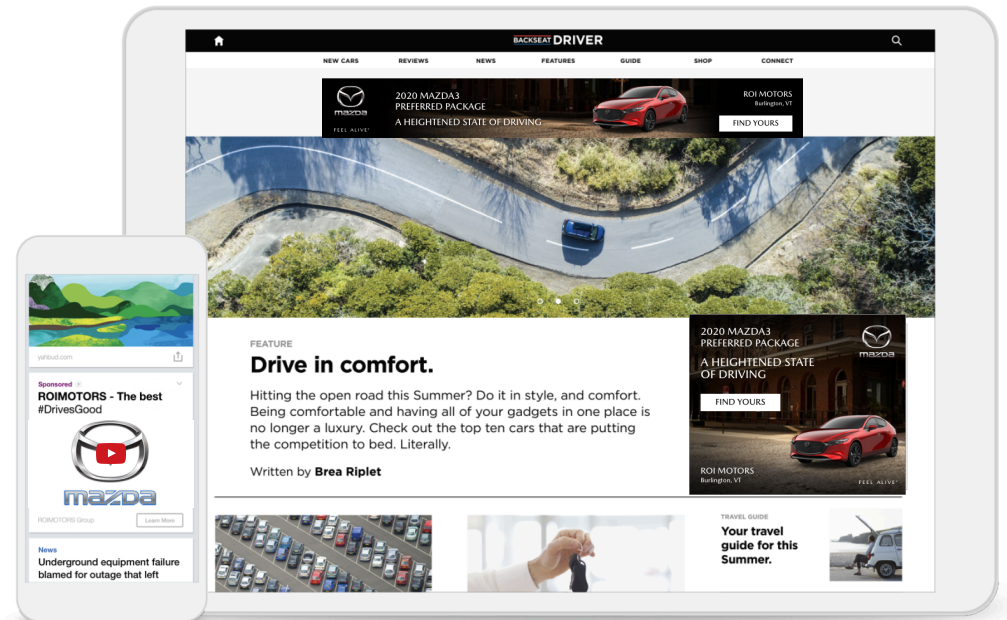 BACKSEAT DRIVER
NEW CARS REVIEWS NEWS FEATURES GUIDE SHOP CONNECT
mazda
FEEL ALIVE
2020 MAZDA3
PREFERRED PACKAGE
A HEIGHTENED STATE OF DRIVING
ROI MOTORS
Burlington, VT
FIND YOURS
FEATURE
Drive in comfort.
Hitting the open road this Summer? Do it in style, and comfort.
Being comfortable and having all of your gadgets in one place is
no longer a luxury. Check out the top ten cars that are putting
the competition to bed. Literally.
Written by Brea Riplet
2020 MAZDA3
PREFERRED PACKAGE
A HEIGHTENED STATE
OF DRIVING
FIND YOURS
mazda
ROI MOTORS
Burlington, VT
FEEL ALIVE
TRAVEL GUIDE
Your travel
guide for this
Summer.
yahbud.com
Sponsored
ROIMOTORS - The best
#DrivesGood
mazda
ROIMOTORS Group
Learn More
News
Underground equipment failure
blamed for outage that left